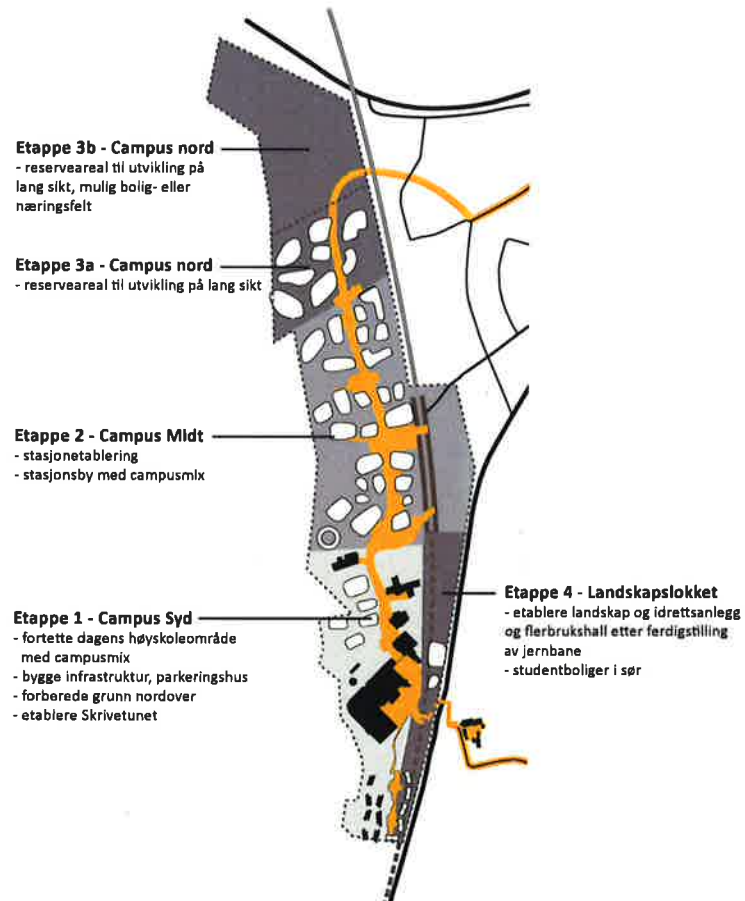 Etappe 3b - Campus nord
- reserveareal til utvikling på
lang sikt, mulig bolig- eller
næringsfelt
Etappe 3a - Campus nord
- reserveareal til utvikling på lang sikt
Etappe 2 - Campus Midt
- stasjonetablering
- stasjonsby med campusmix
Etappe 1 - Campus Syd
- fortette dagens høyskoleområde
med campusmix
- bygge infrastruktur, parkeringshus
- forberede grunn nordover
- etablere Skrivetunet
Etappe 4 - Landskapslokket
- etablere landskap og idrettsanlegg
og flerbrukshall etter ferdigstilling
av jernbane
- studentboliger i sør